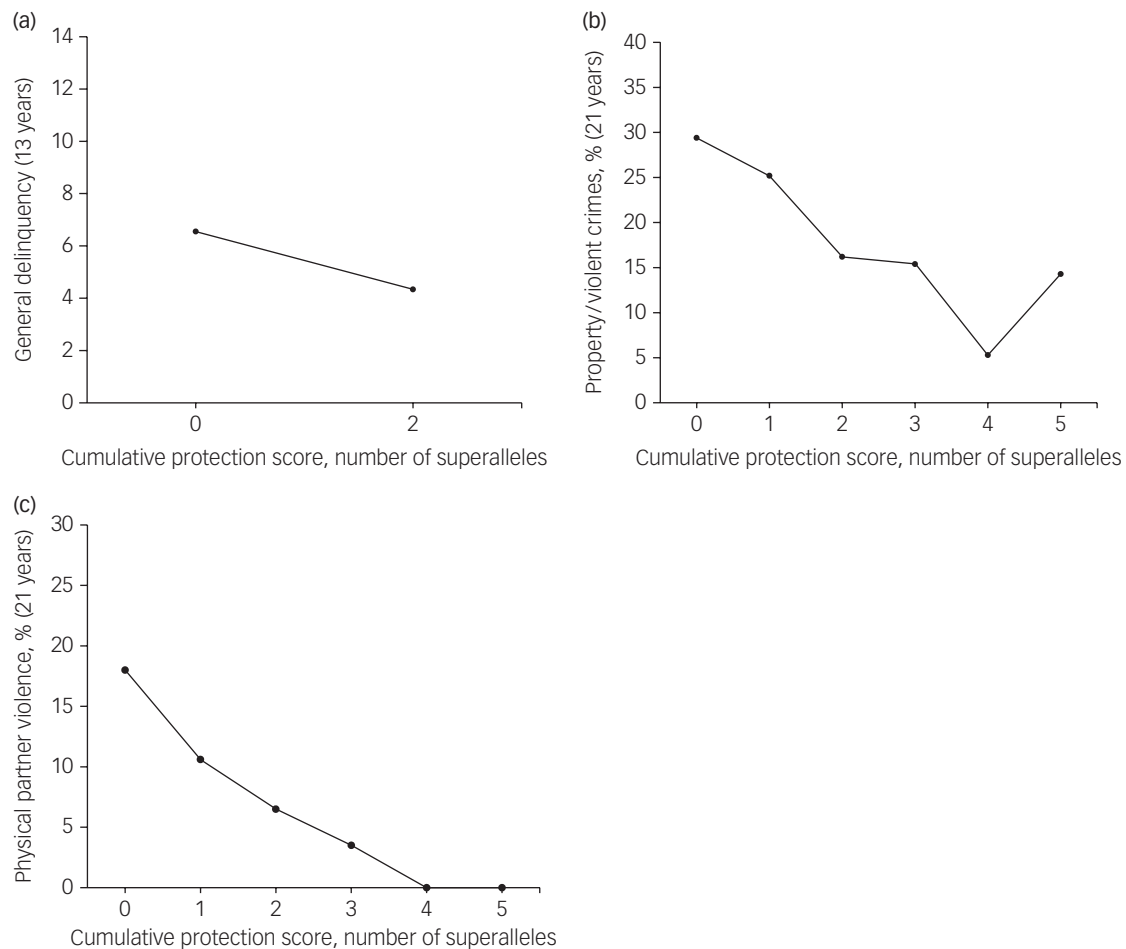 (a)
14
12
10
8
6
4
2
0
General delinquency (13 years)
0 2
Cumulative protection score, number of superalleles
(b)
40
35
30
25
20
15
10
5
0
Property/violent crimes, % (21 years)
0 1 2 3 4 5
Cumulative protection score, number of superalleles
(c)
30
25
20
15
10
5
0
Physical partner violence, % (21 years)
0 1 2 3 4 5
Cumulative protection score, number of superalleles